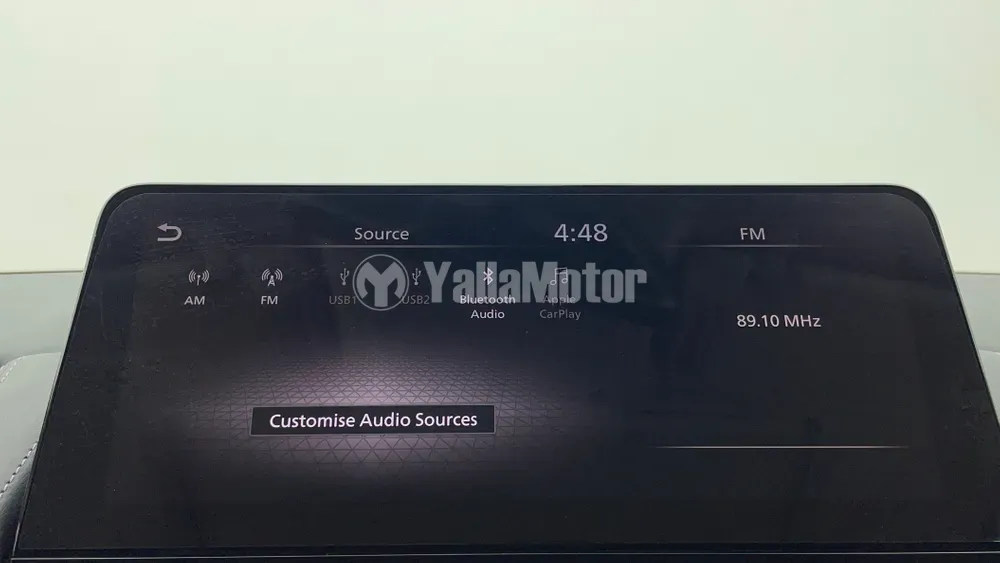 Source 4:48 FM
AM FM USB1 USB2 Bluetooth Audio Apple CarPlay
YallaMotor
89.10 MHz
Customise Audio Sources